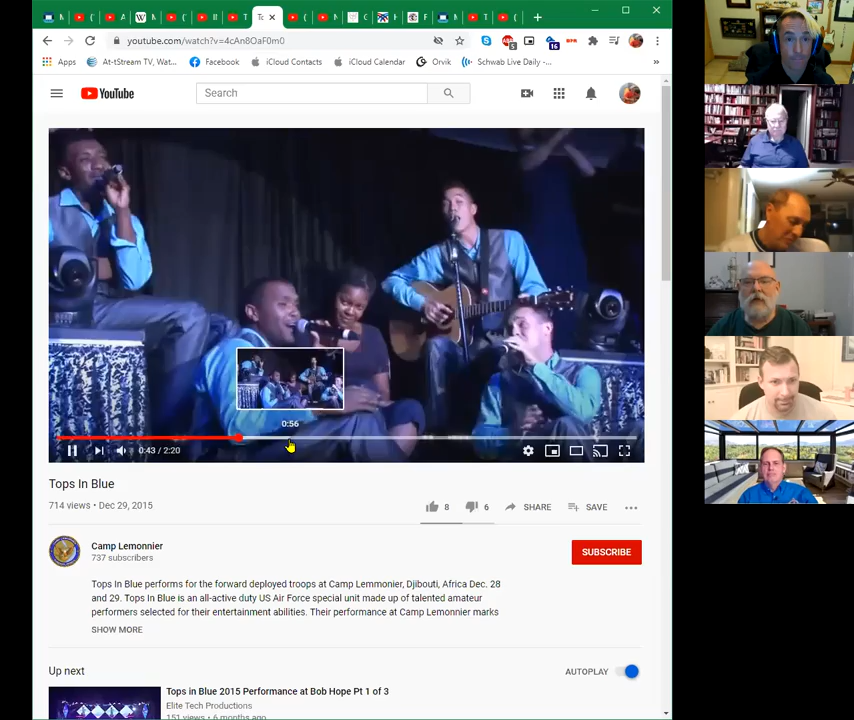 M
A
W
M
(
It
T
Tc
(
M
C
H
F
M
T
(
youtube.com/watch?v=4cAn8OaF0m0
5
16
Apps
At-tStream TV, Wat...
Facebook
iCloud Contacts
iCloud Calendar
Orvik
Schwab Live Daily -...
»
YouTube
Search
0:56
0:43 / 2:20
Tops In Blue
714 views • Dec 29, 2015
8
6
SHARE
SAVE
Camp Lemonnier
737 subscribers
SUBSCRIBE
Tops In Blue performs for the forward deployed troops at Camp Lemmonier, Djibouti, Africa Dec. 28
and 29. Tops In Blue is an all-active duty US Air Force special unit made up of talented amateur
performers selected for their entertainment abilities. Their performance at Camp Lemonnier marks
SHOW MORE
Up next
AUTOPLAY
Tops in Blue 2015 Performance at Bob Hope Pt 1 of 3
Elite Tech Productions
151 views • 6 months ago